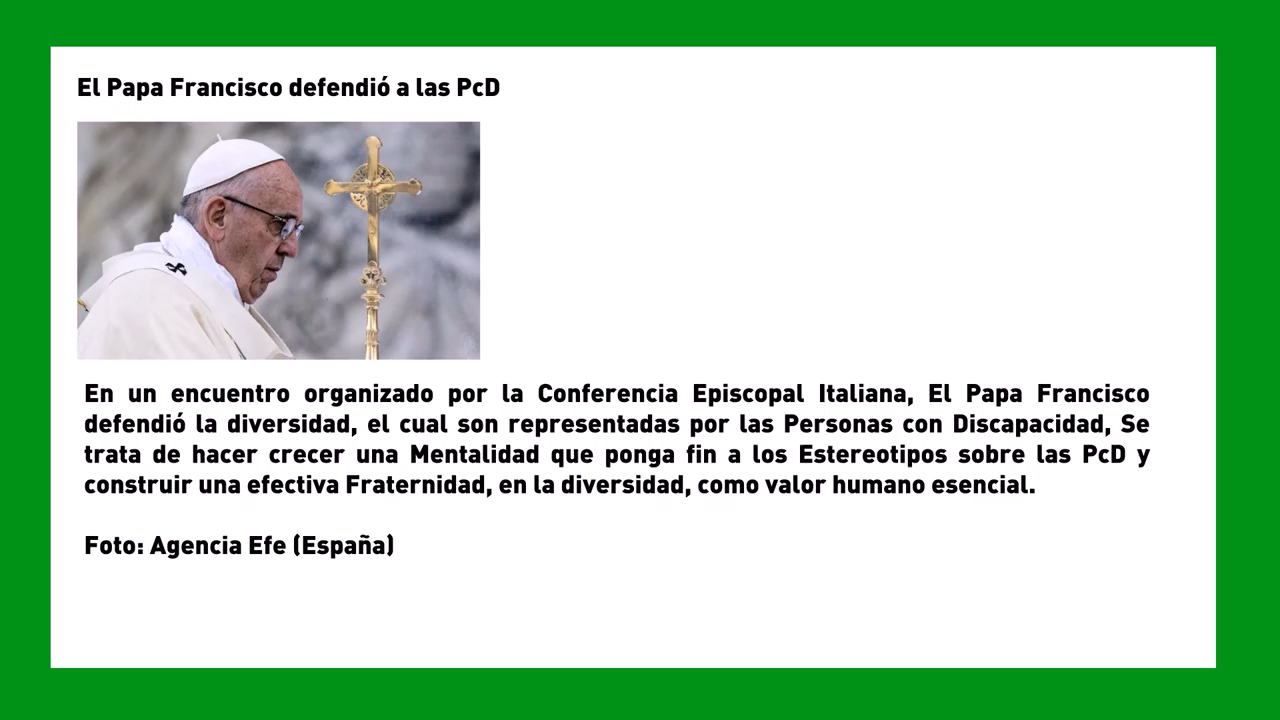 El Papa Francisco defendió a las PcD
En un encuentro organizado por la Conferencia Episcopal Italiana, El Papa Francisco
defendió la diversidad, el cual son representadas por las Personas con Discapacidad, Se
trata de hacer crecer una Mentalidad que ponga fin a los Estereotipos sobre las PcD y
construir una efectiva Fraternidad, en la diversidad, como valor humano esencial.
Foto: Agencia Efe (España)